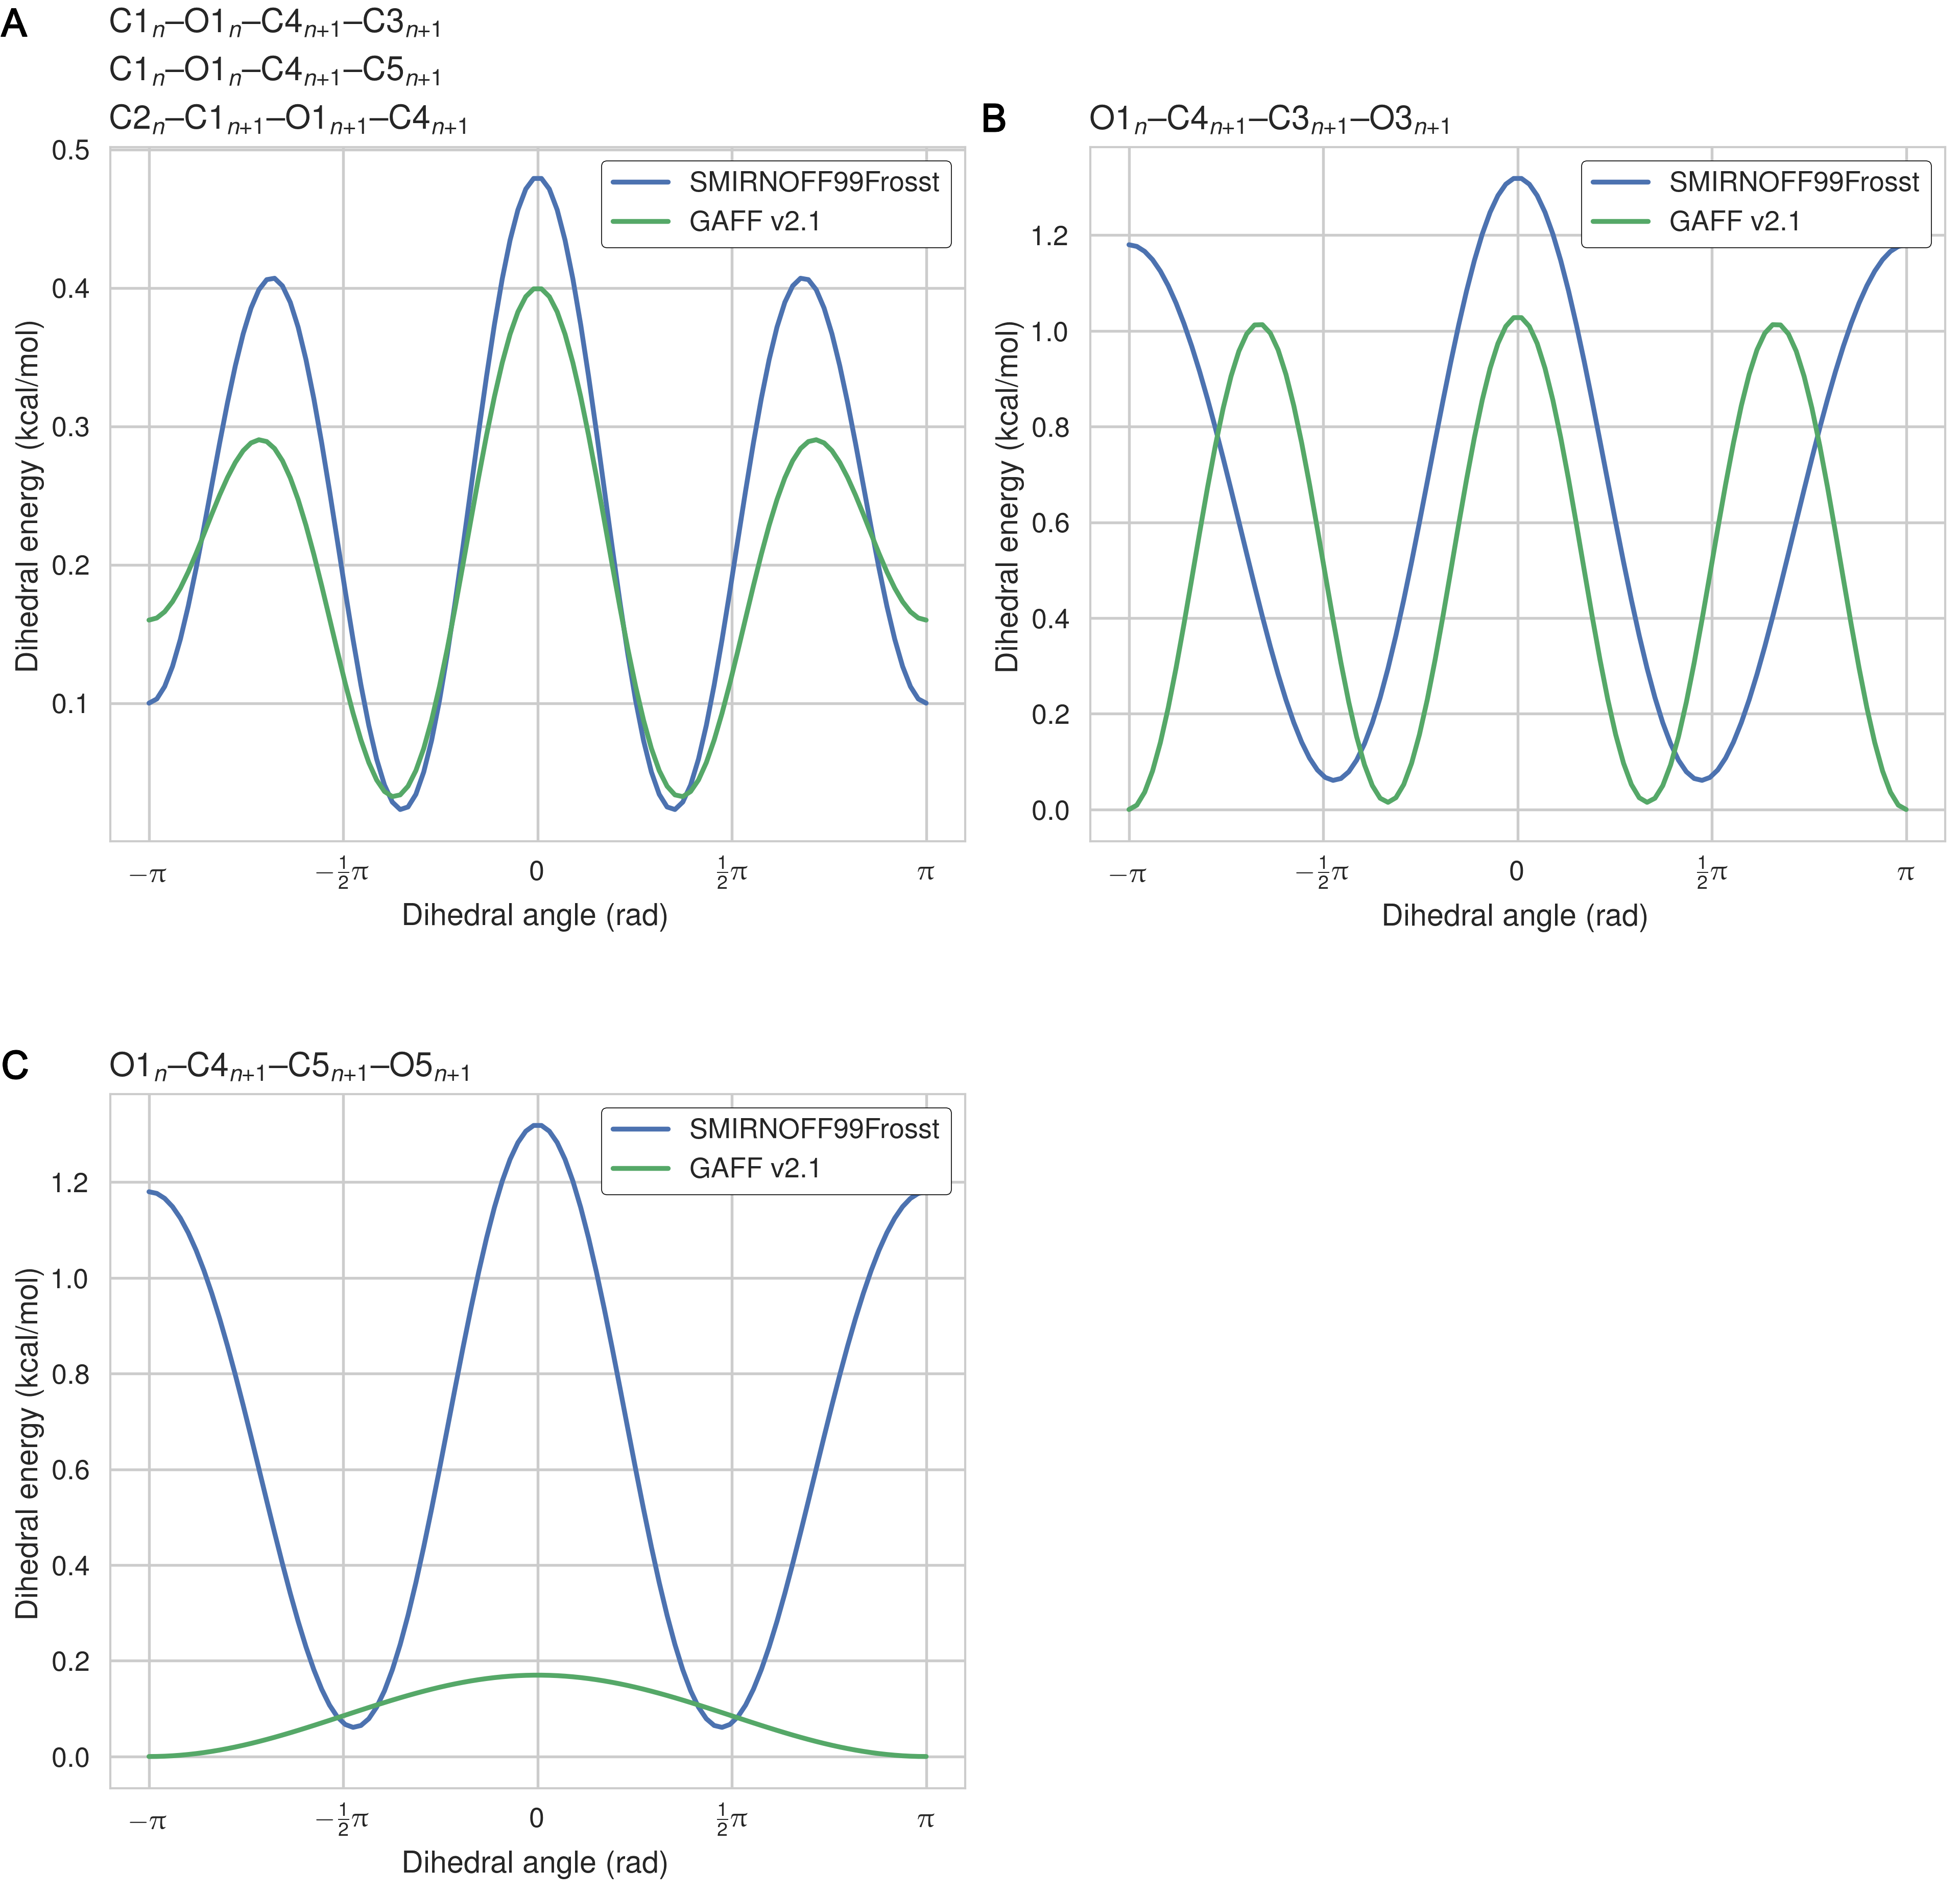 A
C1n–O1n–C4n+1–C3n+1
C1n–O1n–C4n+1–C5n+1
C2n–C1n+1–O1n+1–C4n+1
SMIRNOFF99Frosst
GAFF v2.1
0.5
0.4
0.3
0.2
0.1
Dihedral energy (kcal/mol)
−π
−1/2π
0
1/2π
π
Dihedral angle (rad)
B
O1n–C4n+1–C3n+1–O3n+1
SMIRNOFF99Frosst
GAFF v2.1
1.2
1.0
0.8
0.6
0.4
0.2
0.0
Dihedral energy (kcal/mol)
−π
−1/2π
0
1/2π
π
Dihedral angle (rad)
C
O1n–C4n+1–C5n+1–O5n+1
SMIRNOFF99Frosst
GAFF v2.1
1.2
1.0
0.8
0.6
0.4
0.2
0.0
Dihedral energy (kcal/mol)
−π
−1/2π
0
1/2π
π
Dihedral angle (rad)